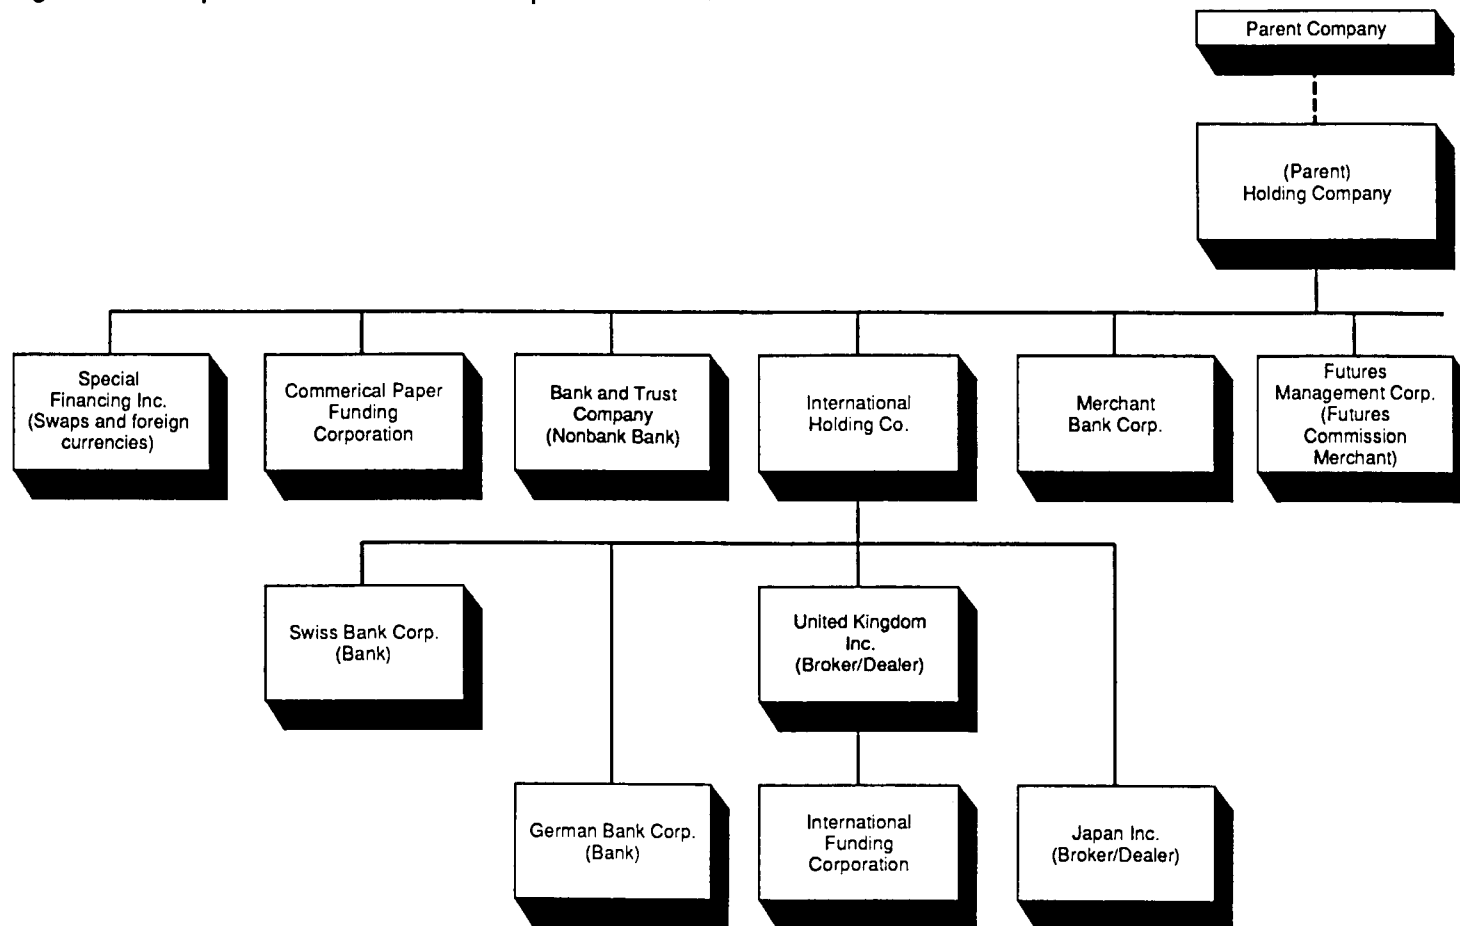 Parent Company
(Parent)
Holding Company
Special
Financing Inc.
(Swaps and foreign
currencies)
Commerical Paper
Funding
Corporation
Bank and Trust
Company
(Nonbank Bank)
International
Holding Co.
Merchant
Bank Corp.
Futures
Management Corp.
(Futures
Commission
Merchant)
Swiss Bank Corp.
(Bank)
United Kingdom
Inc.
(Broker/Dealer)
German Bank Corp.
(Bank)
International
Funding
Corporation
Japan Inc.
(Broker/Dealer)